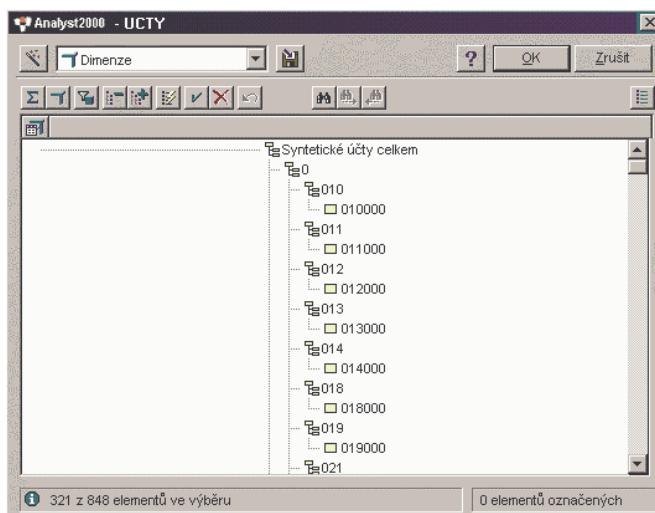 Analyst2000 - UCTY
Dimenze
? OK Zrušit
Syntetické účty celkem
0
010
010000
011
011000
012
012000
013
013000
014
014000
018
018000
019
019000
021
321 z 848 elementů ve výběru
0 elementů označených